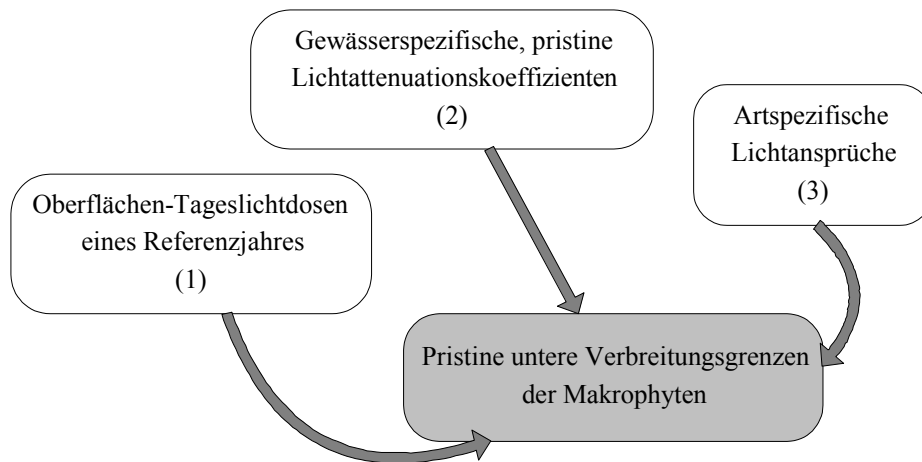 Gewässerspezifische, pristine
Lichtattenuationskoeffizienten
(2)
Artspezifische
Lichtansprüche
(3)
Oberflächen-Tageslichtdosen
eines Referenzjahres
(1)
Pristine untere Verbreitungsgrenzen
der Makrophyten